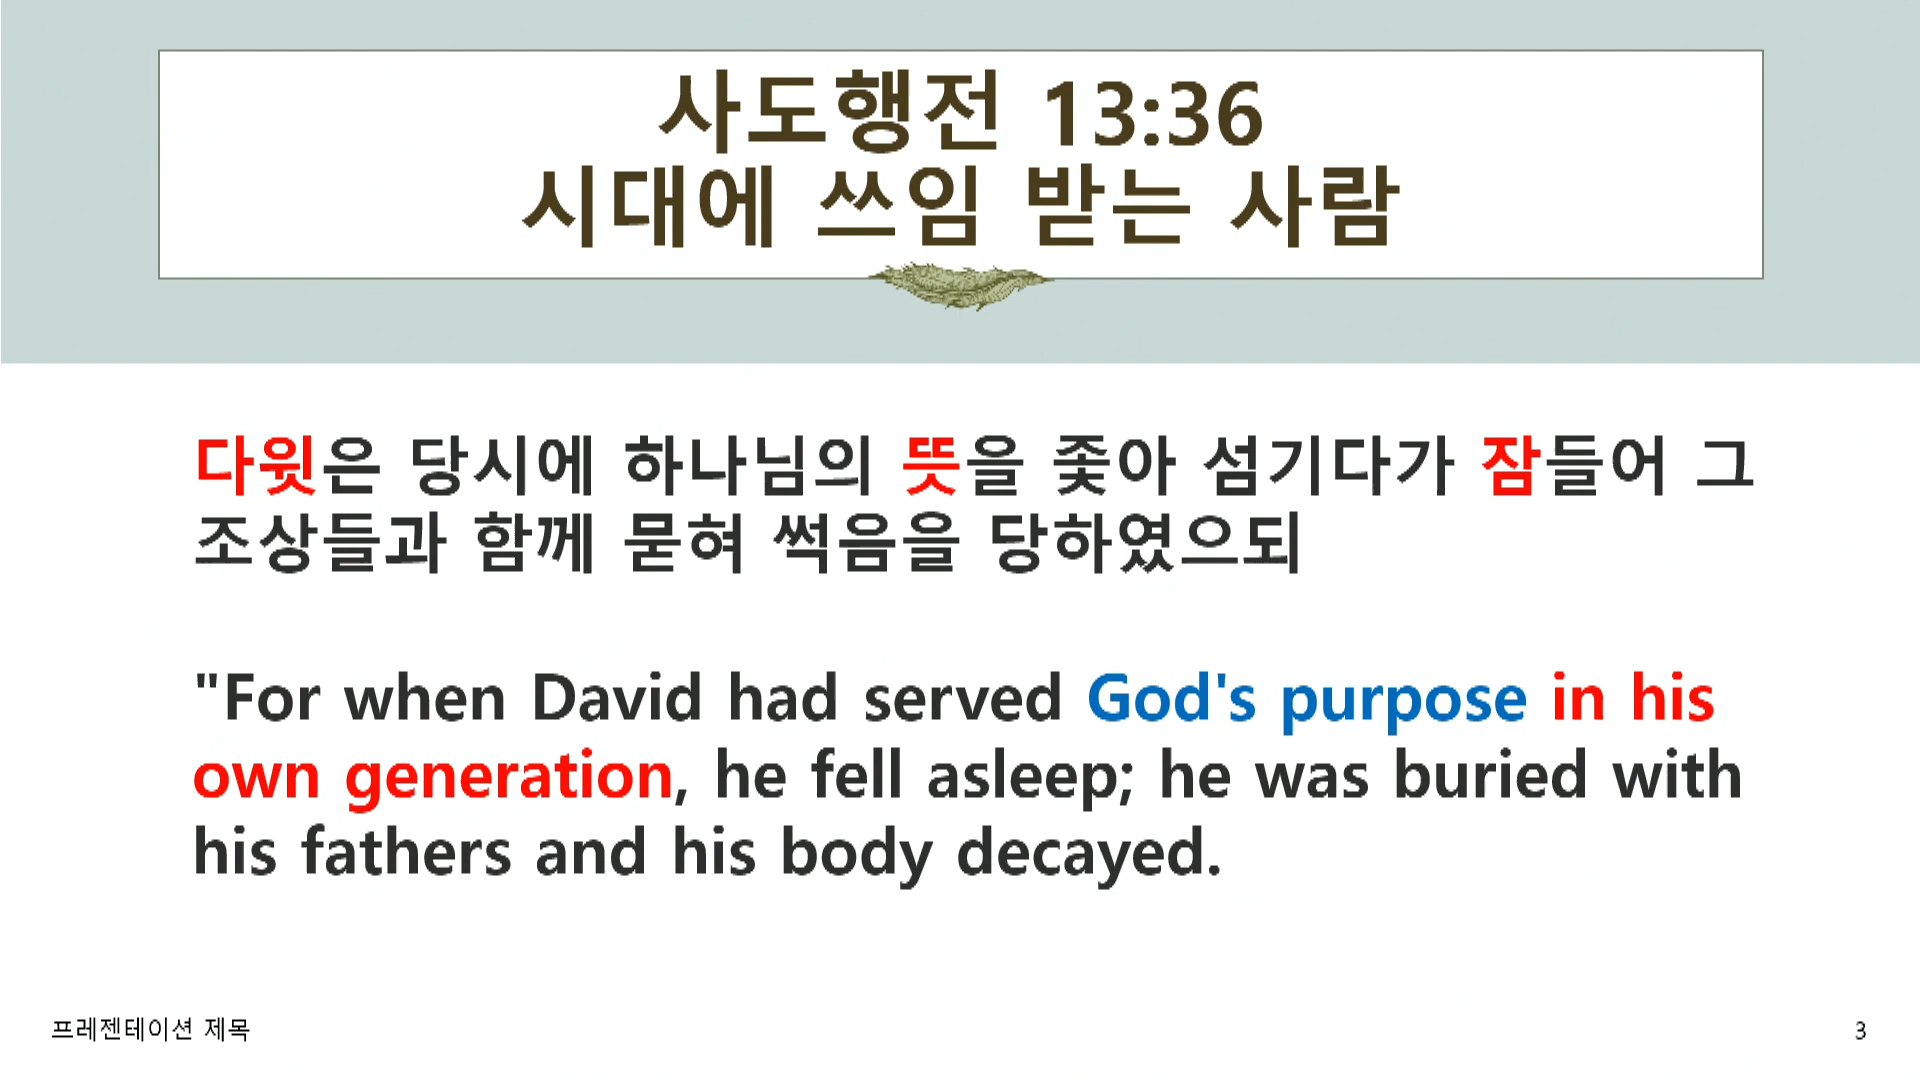 사도행전 13:36
시대에 쓰임 받는 사람
다윗은 당시에 하나님의 뜻을 좇아 섬기다가 잠들어 그
조상들과 함께 묻혀 썩음을 당하였으되
"For when David had served God's purpose in his
own generation, he fell asleep; he was buried with
his fathers and his body decayed.
프레젠테이션 제목
3